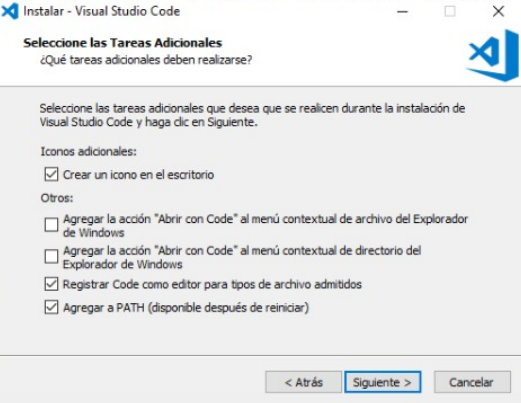 Instalar - Visual Studio Code
Seleccione las Tareas Adicionales
¿Qué tareas adicionales deben realizarse?
Seleccione las tareas adicionales que desea que se realicen durante la instalación de
Visual Studio Code y haga clic en Siguiente.
Iconos adicionales:
Crear un icono en el escritorio
Otros:
Agregar la acción "Abrir con Code" al menú contextual de archivo del Explorador
de Windows
Agregar la acción "Abrir con Code" al menú contextual de directorio del
Explorador de Windows
Registrar Code como editor para tipos de archivo admitidos
Agregar a PATH (disponible después de reiniciar)
< Atrás Siguiente > Cancelar